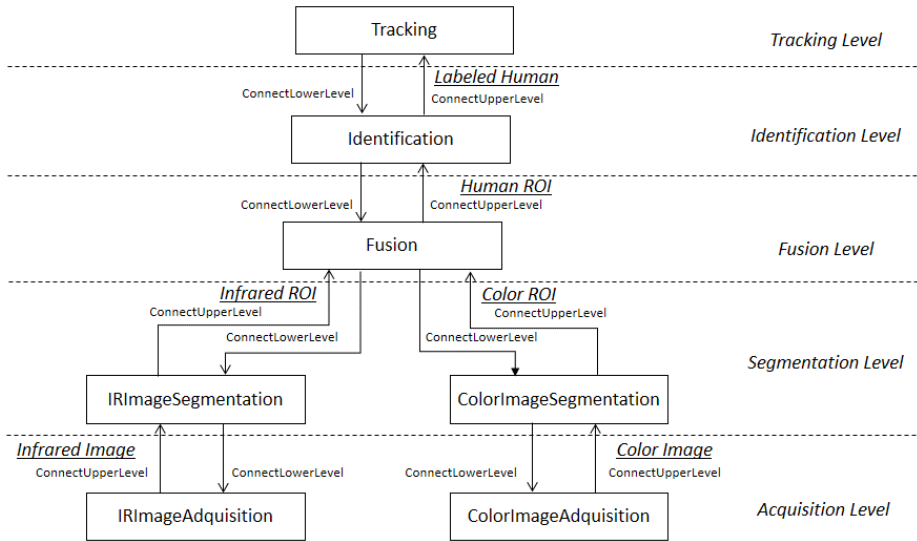 Tracking
Tracking Level
Labeled Human
ConnectLowerLevel
ConnectUpperLevel
Identification
Identification Level
Human ROI
ConnectLowerLevel
ConnectUpperLevel
Fusion
Fusion Level
Infrared ROI
Color ROI
ConnectUpperLevel
ConnectUpperLevel
ConnectLowerLevel
ConnectLowerLevel
Segmentation Level
IRImageSegmentation
ColorImageSegmentation
Infrared Image
Color Image
ConnectUpperLevel
ConnectLowerLevel
ConnectLowerLevel
ConnectUpperLevel
IRImageAdquisition
ColorImageAdquisition
Acquisition Level